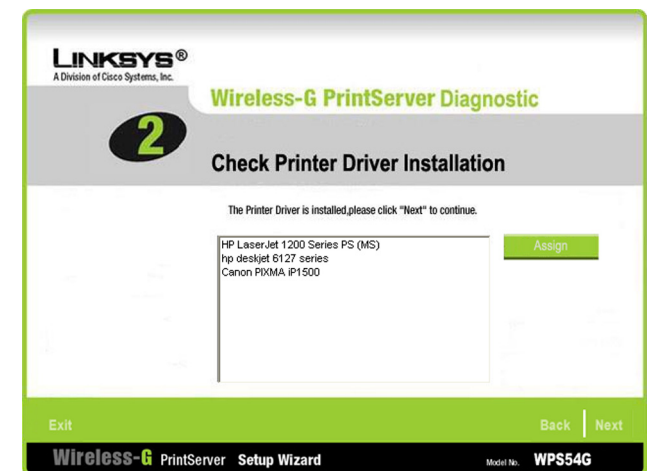 LINKSYS®
A Division of Cisco Systems, Inc.
Wireless-G PrintServer Diagnostic
2
Check Printer Driver Installation
The Printer Driver is installed,please click "Next" to continue.
HP LaserJet 1200 Series PS (MS)
hp deskjet 6127 series
Canon PIXMA iP1500
Assign
Exit
Back
Next
Wireless-G PrintServer Setup Wizard
Model No. WPS54G